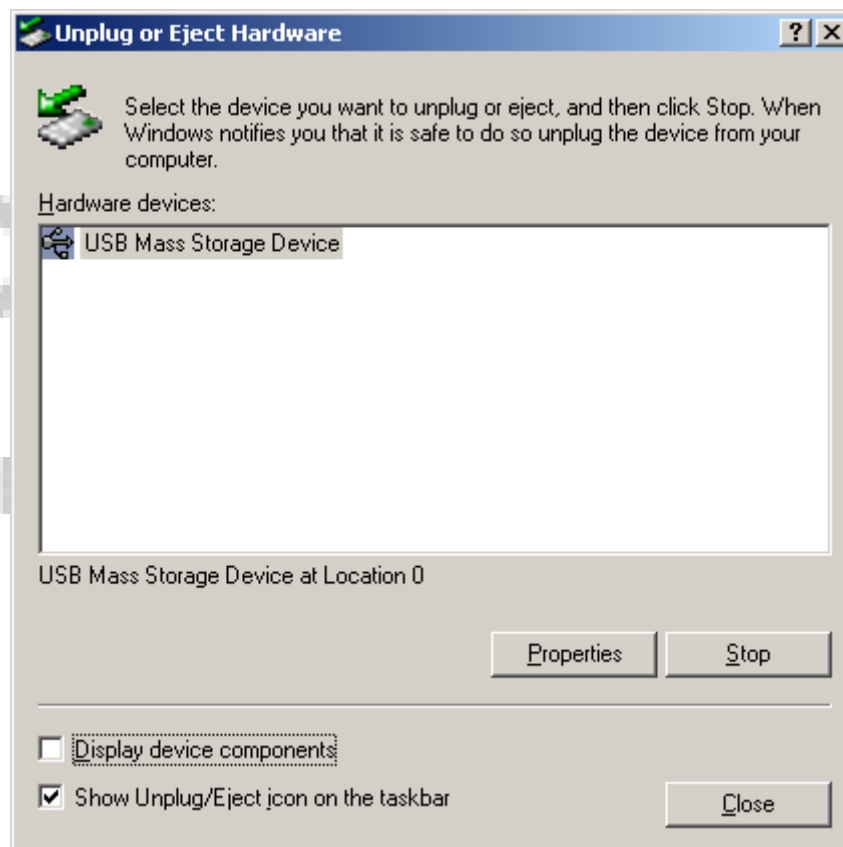 Unplug or Eject Hardware
Select the device you want to unplug or eject, and then click Stop. When
Windows notifies you that it is safe to do so unplug the device from your
computer.
Hardware devices:
USB Mass Storage Device
USB Mass Storage Device at Location 0
Properties Stop
Display device components
Show Unplug/Eject icon on the taskbar
Close